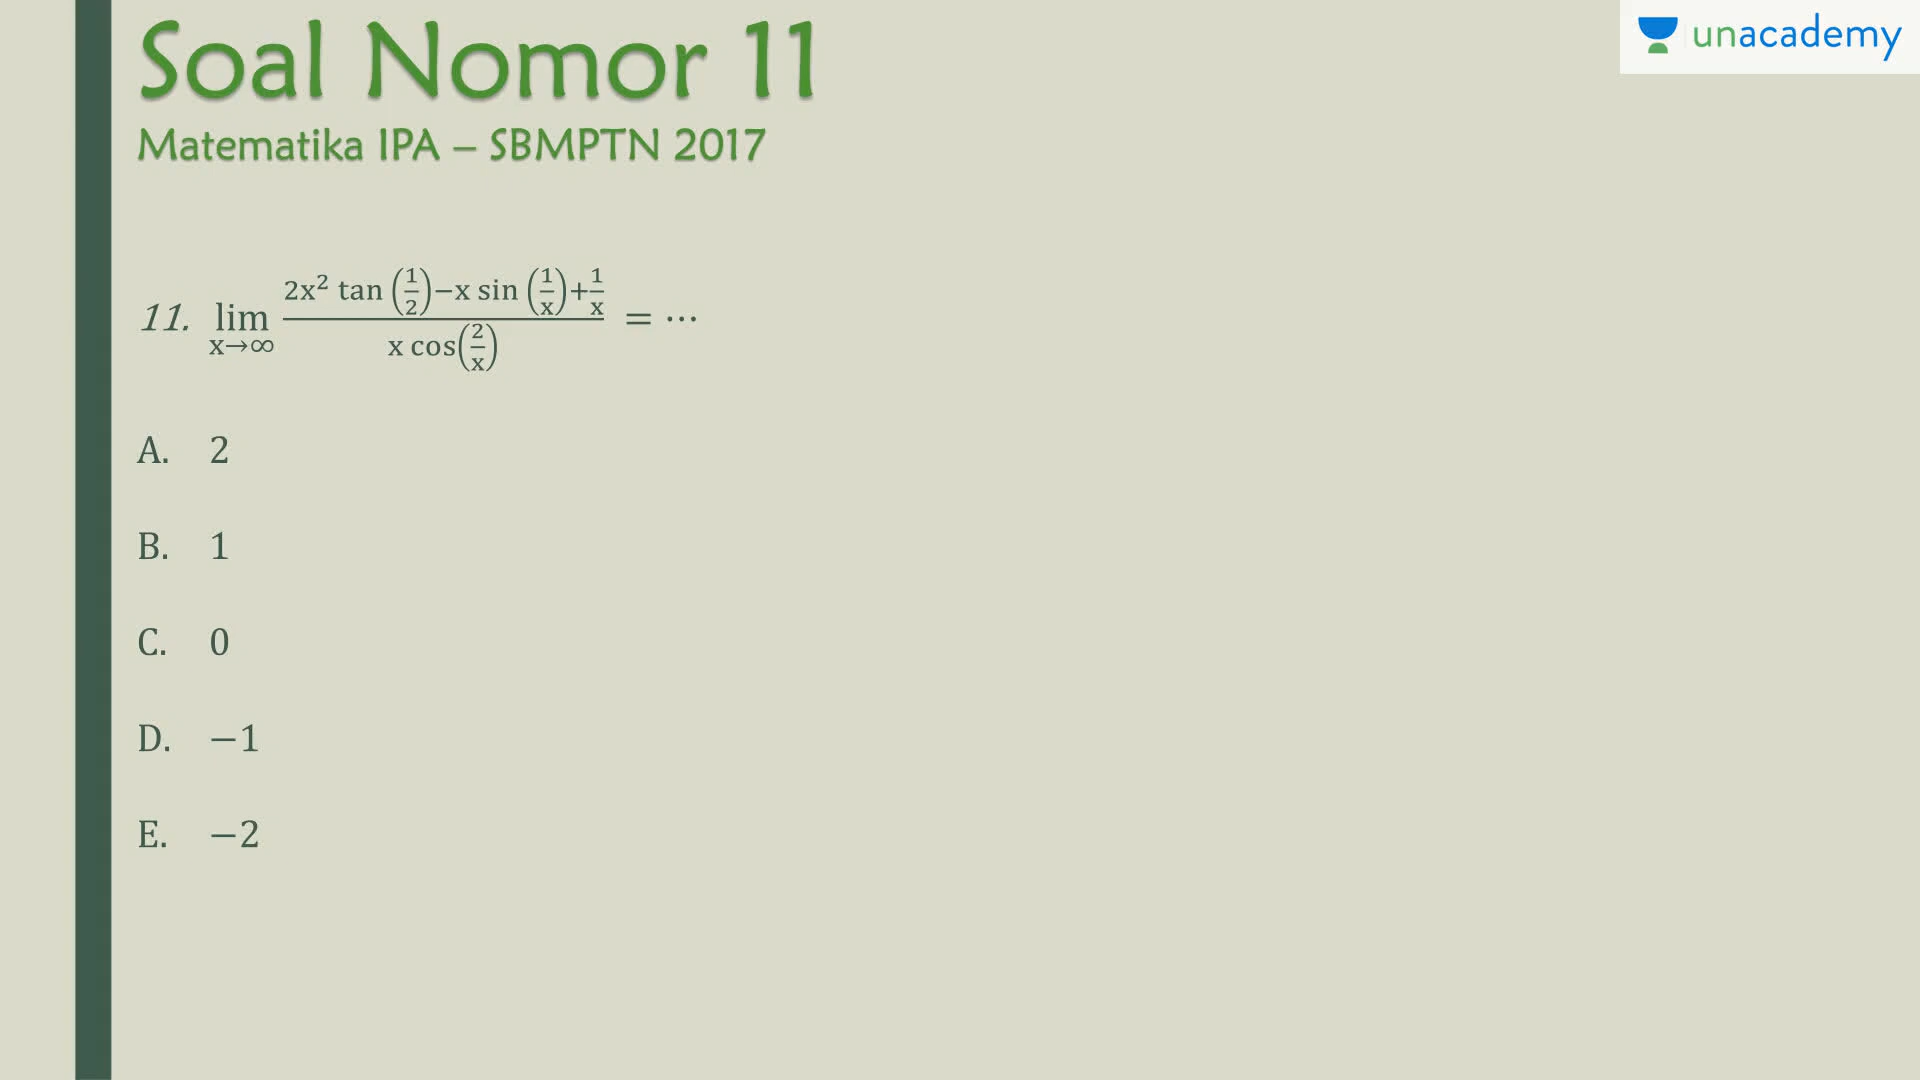 Soal Nomor 11
unacademy
Matematika IPA – SBMPTN 2017
11. lim x→∞ (2x² tan (1/2) −x sin (1/x) + 1/x) / (x cos(2/x)) = ⋯
A. 2
B. 1
C. 0
D. −1
E. −2